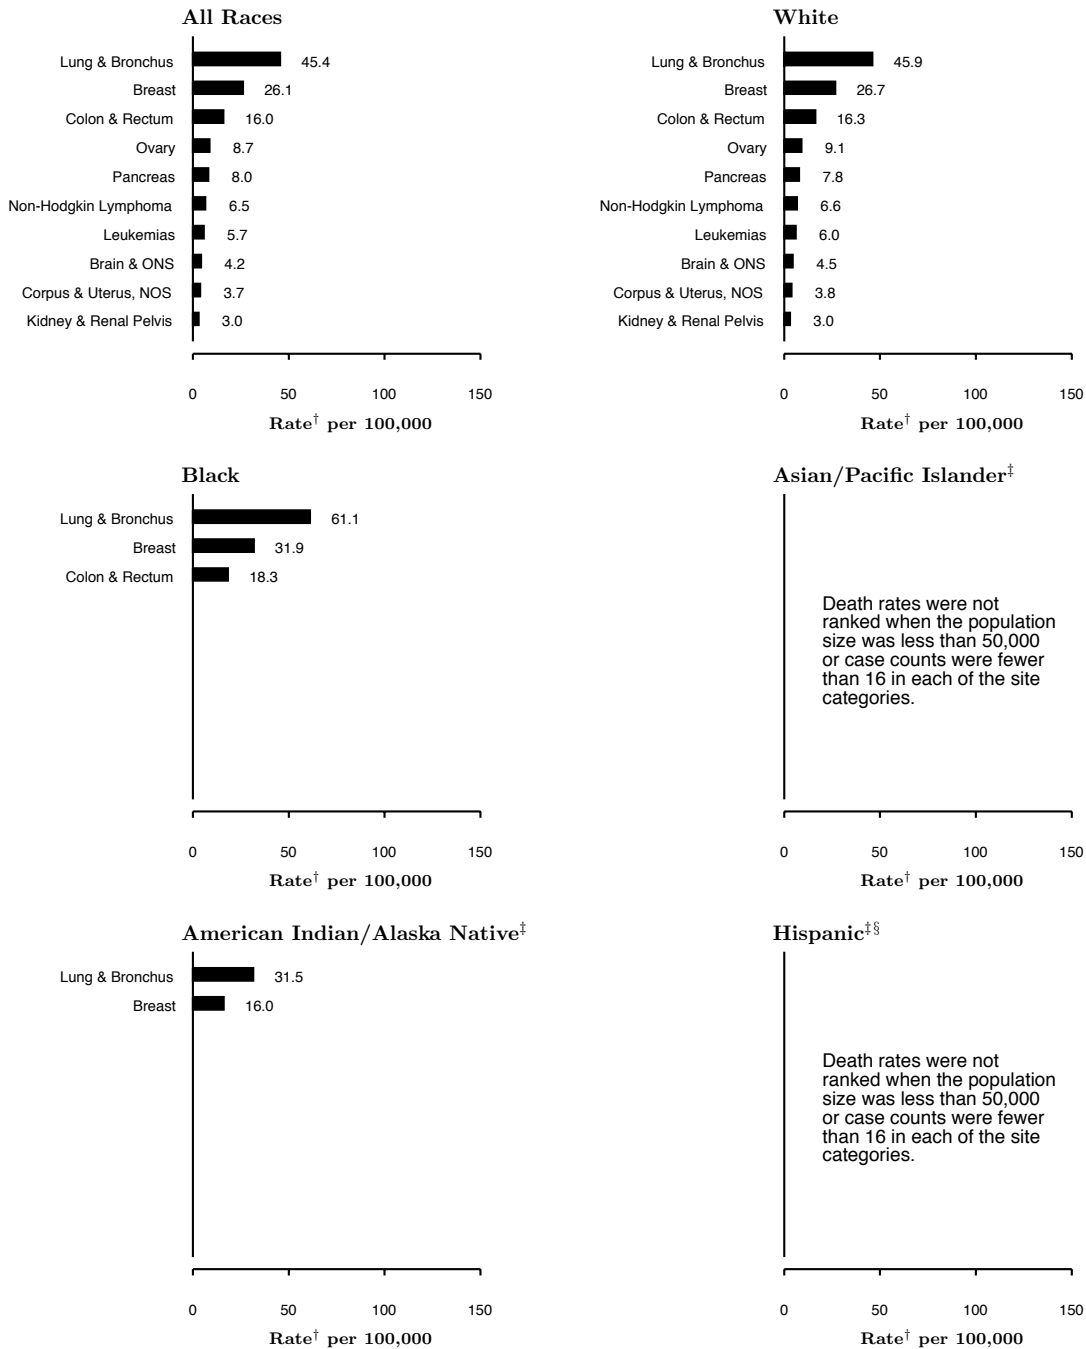 All Races
Lung & Bronchus 45.4
Breast 26.1
Colon & Rectum 16.0
Ovary 8.7
Pancreas 8.0
Non-Hodgkin Lymphoma 6.5
Leukemias 5.7
Brain & ONS 4.2
Corpus & Uterus, NOS 3.7
Kidney & Renal Pelvis 3.0
0 50 100 150
Rate† per 100,000
White
Lung & Bronchus 45.9
Breast 26.7
Colon & Rectum 16.3
Ovary 9.1
Pancreas 7.8
Non-Hodgkin Lymphoma 6.6
Leukemias 6.0
Brain & ONS 4.5
Corpus & Uterus, NOS 3.8
Kidney & Renal Pelvis 3.0
0 50 100 150
Rate† per 100,000
Black
Lung & Bronchus 61.1
Breast 31.9
Colon & Rectum 18.3
0 50 100 150
Rate† per 100,000
Asian/Pacific Islander‡
Death rates were not
ranked when the population
size was less than 50,000
or case counts were fewer
than 16 in each of the site
categories.
0 50 100 150
Rate† per 100,000
American Indian/Alaska Native‡
Lung & Bronchus 31.5
Breast 16.0
0 50 100 150
Rate† per 100,000
Hispanic‡§
Death rates were not
ranked when the population
size was less than 50,000
or case counts were fewer
than 16 in each of the site
categories.
0 50 100 150
Rate† per 100,000